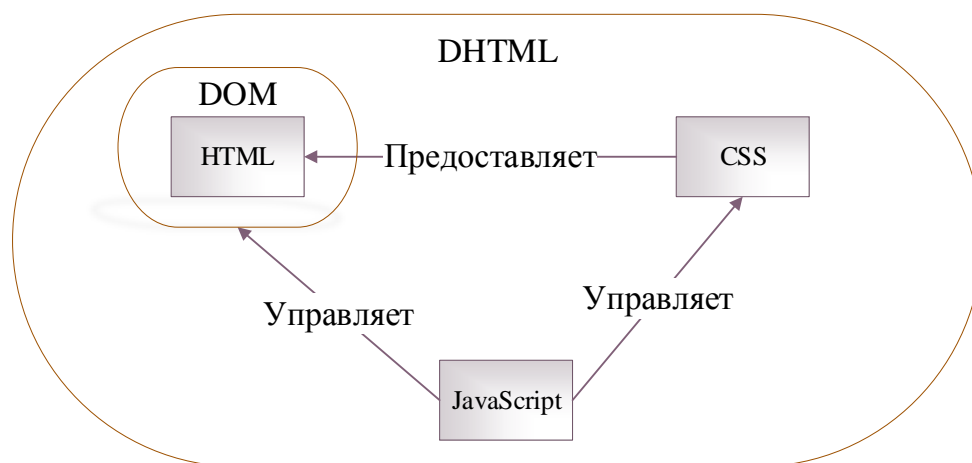 DHTML
DOM
HTML
Предоставляет
CSS
Управляет
Управляет
JavaScript